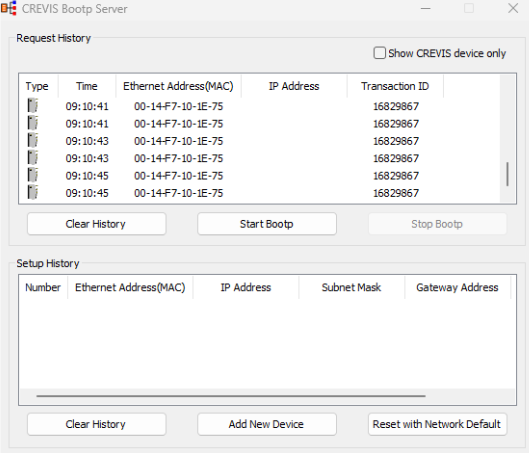 CREVIS Bootp Server
Request History
Show CREVIS device only
Type Time Ethernet Address(MAC) IP Address Transaction ID
09:10:41 00-14-F7-10-1E-75 16829867
09:10:41 00-14-F7-10-1E-75 16829867
09:10:43 00-14-F7-10-1E-75 16829867
09:10:43 00-14-F7-10-1E-75 16829867
09:10:45 00-14-F7-10-1E-75 16829867
09:10:45 00-14-F7-10-1E-75 16829867
Clear History Start Bootp Stop Bootp
Setup History
Number Ethernet Address(MAC) IP Address Subnet Mask Gateway Address
Clear History Add New Device Reset with Network Default